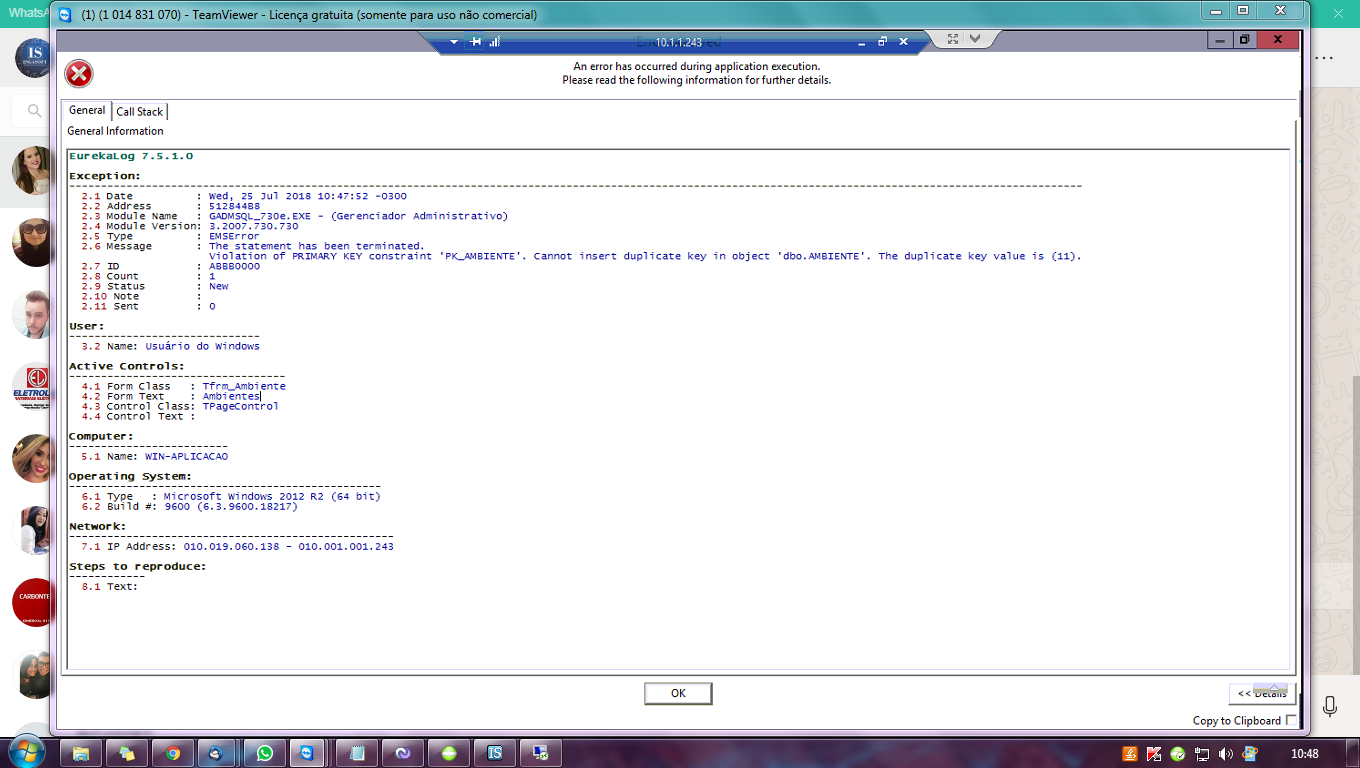 WhatsA
(1) (1 014 831 070) - TeamViewer - Licença gratuita (somente para uso não comercial)
10.1.1.243
An error has occurred during application execution.
Please read the following information for further details.
General
Call Stack
General Information
EurekaLog 7.5.1.0
Exception:
2.1 Date : Wed, 25 Jul 2018 10:47:52 -0300
2.2 Address : 512844B8
2.3 Module Name : GADMSQL_730e.EXE - (Gerenciador Administrativo)
2.4 Module Version: 3.2007.730.730
2.5 Type : EMSError
2.6 Message : The statement has been terminated.
Violation of PRIMARY KEY constraint 'PK_AMBIENTE'. Cannot insert duplicate key in object 'dbo.AMBIENTE'. The duplicate key value is (11).
2.7 ID : ABBB0000
2.8 Count : 1
2.9 Status : New
2.10 Note :
2.11 Sent : 0
User:
3.2 Name: Usuário do Windows
Active Controls:
4.1 Form Class : Tfrm_Ambiente
4.2 Form Text : Ambientes
4.3 Control Class: TPageControl
4.4 Control Text :
Computer:
5.1 Name: WIN-APLICACAO
Operating System:
6.1 Type : Microsoft Windows 2012 R2 (64 bit)
6.2 Build #: 9600 (6.3.9600.18217)
Network:
7.1 IP Address: 010.019.060.138 - 010.001.001.243
Steps to reproduce:
8.1 Text:
OK
<< Details
Copy to Clipboard
IS
ELETROL
CARBONTE
IS
10:48